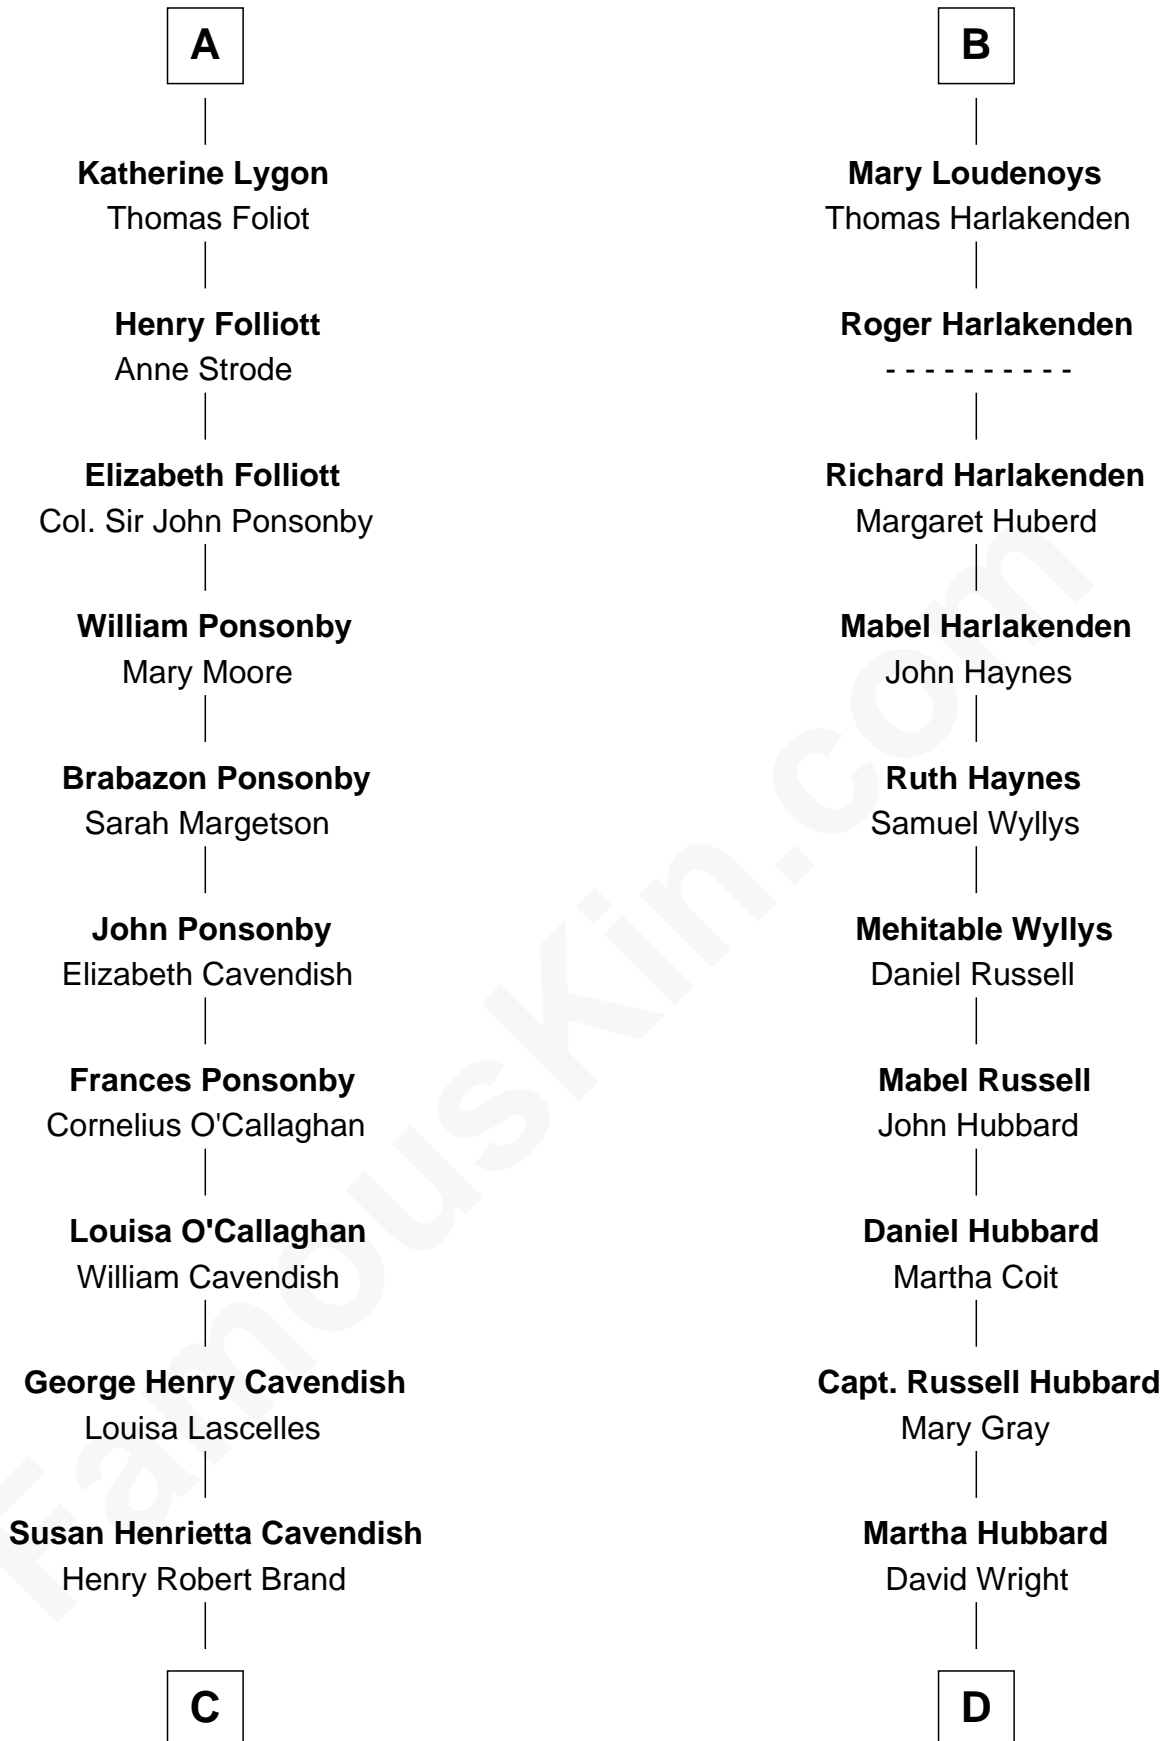 A
Katherine Lygon
Thomas Foliot
Henry Folliott
Anne Strode
Elizabeth Folliott
Col. Sir John Ponsonby
William Ponsonby
Mary Moore
Brabazon Ponsonby
Sarah Margetson
John Ponsonby
Elizabeth Cavendish
Frances Ponsonby
Cornelius O'Callaghan
Louisa O'Callaghan
William Cavendish
George Henry Cavendish
Louisa Lascelles
Susan Henrietta Cavendish
Henry Robert Brand
C
B
Mary Loudenoys
Thomas Harlakenden
Roger Harlakenden
- - - - - - - - - -
Richard Harlakenden
Margaret Huberd
Mabel Harlakenden
John Haynes
Ruth Haynes
Samuel Wyllys
Mehitable Wyllys
Daniel Russell
Mabel Russell
John Hubbard
Daniel Hubbard
Martha Coit
Capt. Russell Hubbard
Mary Gray
Martha Hubbard
David Wright
D
FamousKin.com